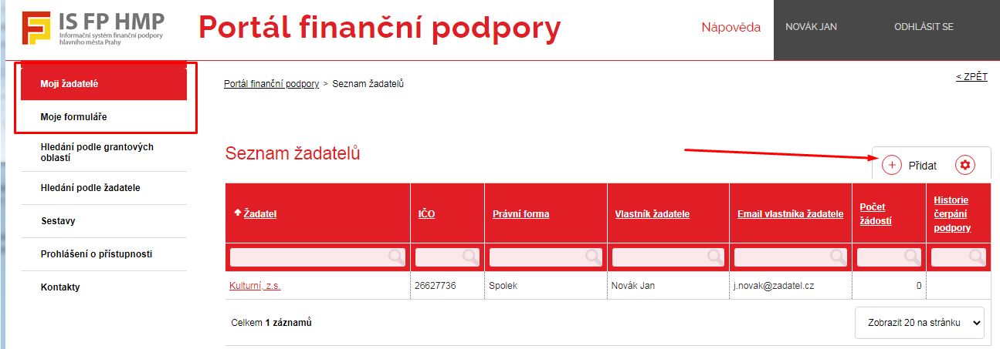 IS FP HMP
Informační systém finanční podpory
hlavního města Prahy
Portál finanční podpory
Nápověda
NOVÁK JAN
ODHLÁSIT SE
Moji žadatelé
Moje formuláře
Hledání podle grantových
oblastí
Hledání podle žadatele
Sestavy
Prohlášení o přístupnosti
Kontakty
Portál finanční podpory > Seznam žadatelů
< ZPĚT
Seznam žadatelů
Přidat
Žadatel
IČO
Právní forma
Vlastník žadatele
Email vlastníka žadatele
Počet
žádostí
Historie
čerpání
podpory
Kulturní, z.s.
26627736
Spolek
Novák Jan
j.novak@zadatel.cz
0
Celkem 1 záznamů
Zobrazit 20 na stránku